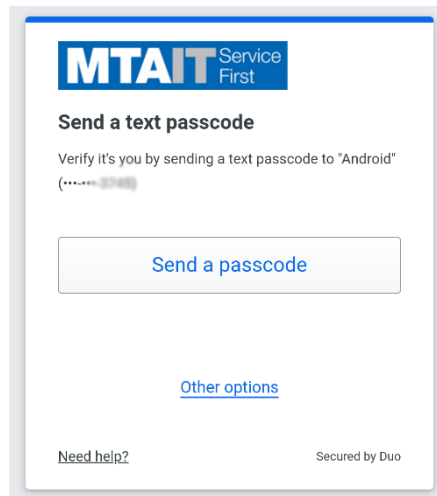 MTAIT Service
First
Send a text passcode
Verify it's you by sending a text passcode to "Android"
(•••-•••-
Send a passcode
Other options
Need help? Secured by Duo